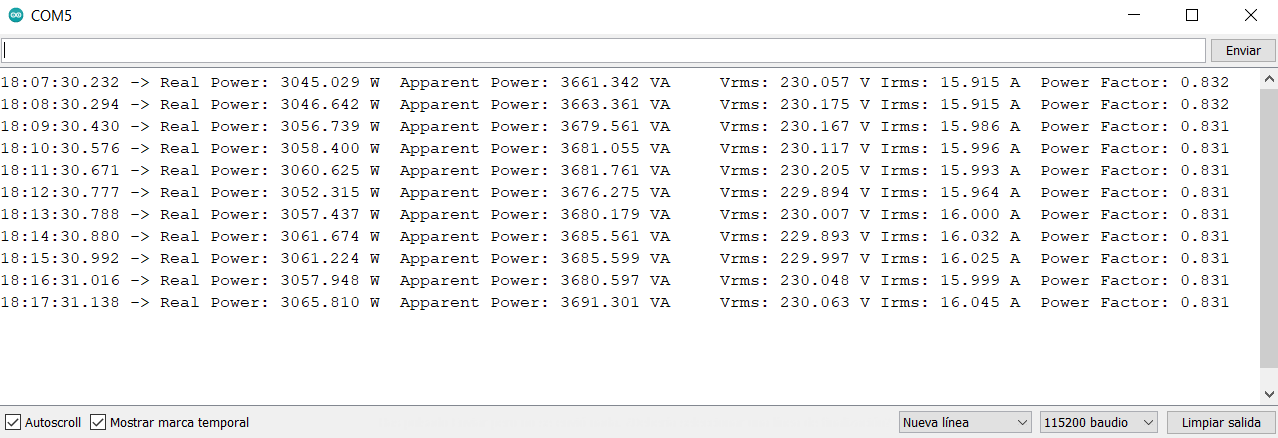 COM5
Enviar
18:07:30.232 -> Real Power: 3045.029 W  Apparent Power: 3661.342 VA     Vrms: 230.057 V Irms: 15.915 A  Power Factor: 0.832
18:08:30.294 -> Real Power: 3046.642 W  Apparent Power: 3663.361 VA     Vrms: 230.175 V Irms: 15.915 A  Power Factor: 0.832
18:09:30.430 -> Real Power: 3056.739 W  Apparent Power: 3679.561 VA     Vrms: 230.167 V Irms: 15.986 A  Power Factor: 0.831
18:10:30.576 -> Real Power: 3058.400 W  Apparent Power: 3681.055 VA     Vrms: 230.117 V Irms: 15.996 A  Power Factor: 0.831
18:11:30.671 -> Real Power: 3060.625 W  Apparent Power: 3681.761 VA     Vrms: 230.205 V Irms: 15.993 A  Power Factor: 0.831
18:12:30.777 -> Real Power: 3052.315 W  Apparent Power: 3676.275 VA     Vrms: 229.894 V Irms: 15.964 A  Power Factor: 0.831
18:13:30.788 -> Real Power: 3057.437 W  Apparent Power: 3680.179 VA     Vrms: 230.007 V Irms: 16.000 A  Power Factor: 0.831
18:14:30.880 -> Real Power: 3061.674 W  Apparent Power: 3685.561 VA     Vrms: 229.893 V Irms: 16.032 A  Power Factor: 0.831
18:15:30.992 -> Real Power: 3061.224 W  Apparent Power: 3685.599 VA     Vrms: 229.997 V Irms: 16.025 A  Power Factor: 0.831
18:16:31.016 -> Real Power: 3057.948 W  Apparent Power: 3680.597 VA     Vrms: 230.048 V Irms: 15.999 A  Power Factor: 0.831
18:17:31.138 -> Real Power: 3065.810 W  Apparent Power: 3691.301 VA     Vrms: 230.063 V Irms: 16.045 A  Power Factor: 0.831
Autoscroll Mostrar marca temporal Nueva línea 115200 baudio Limpiar salida